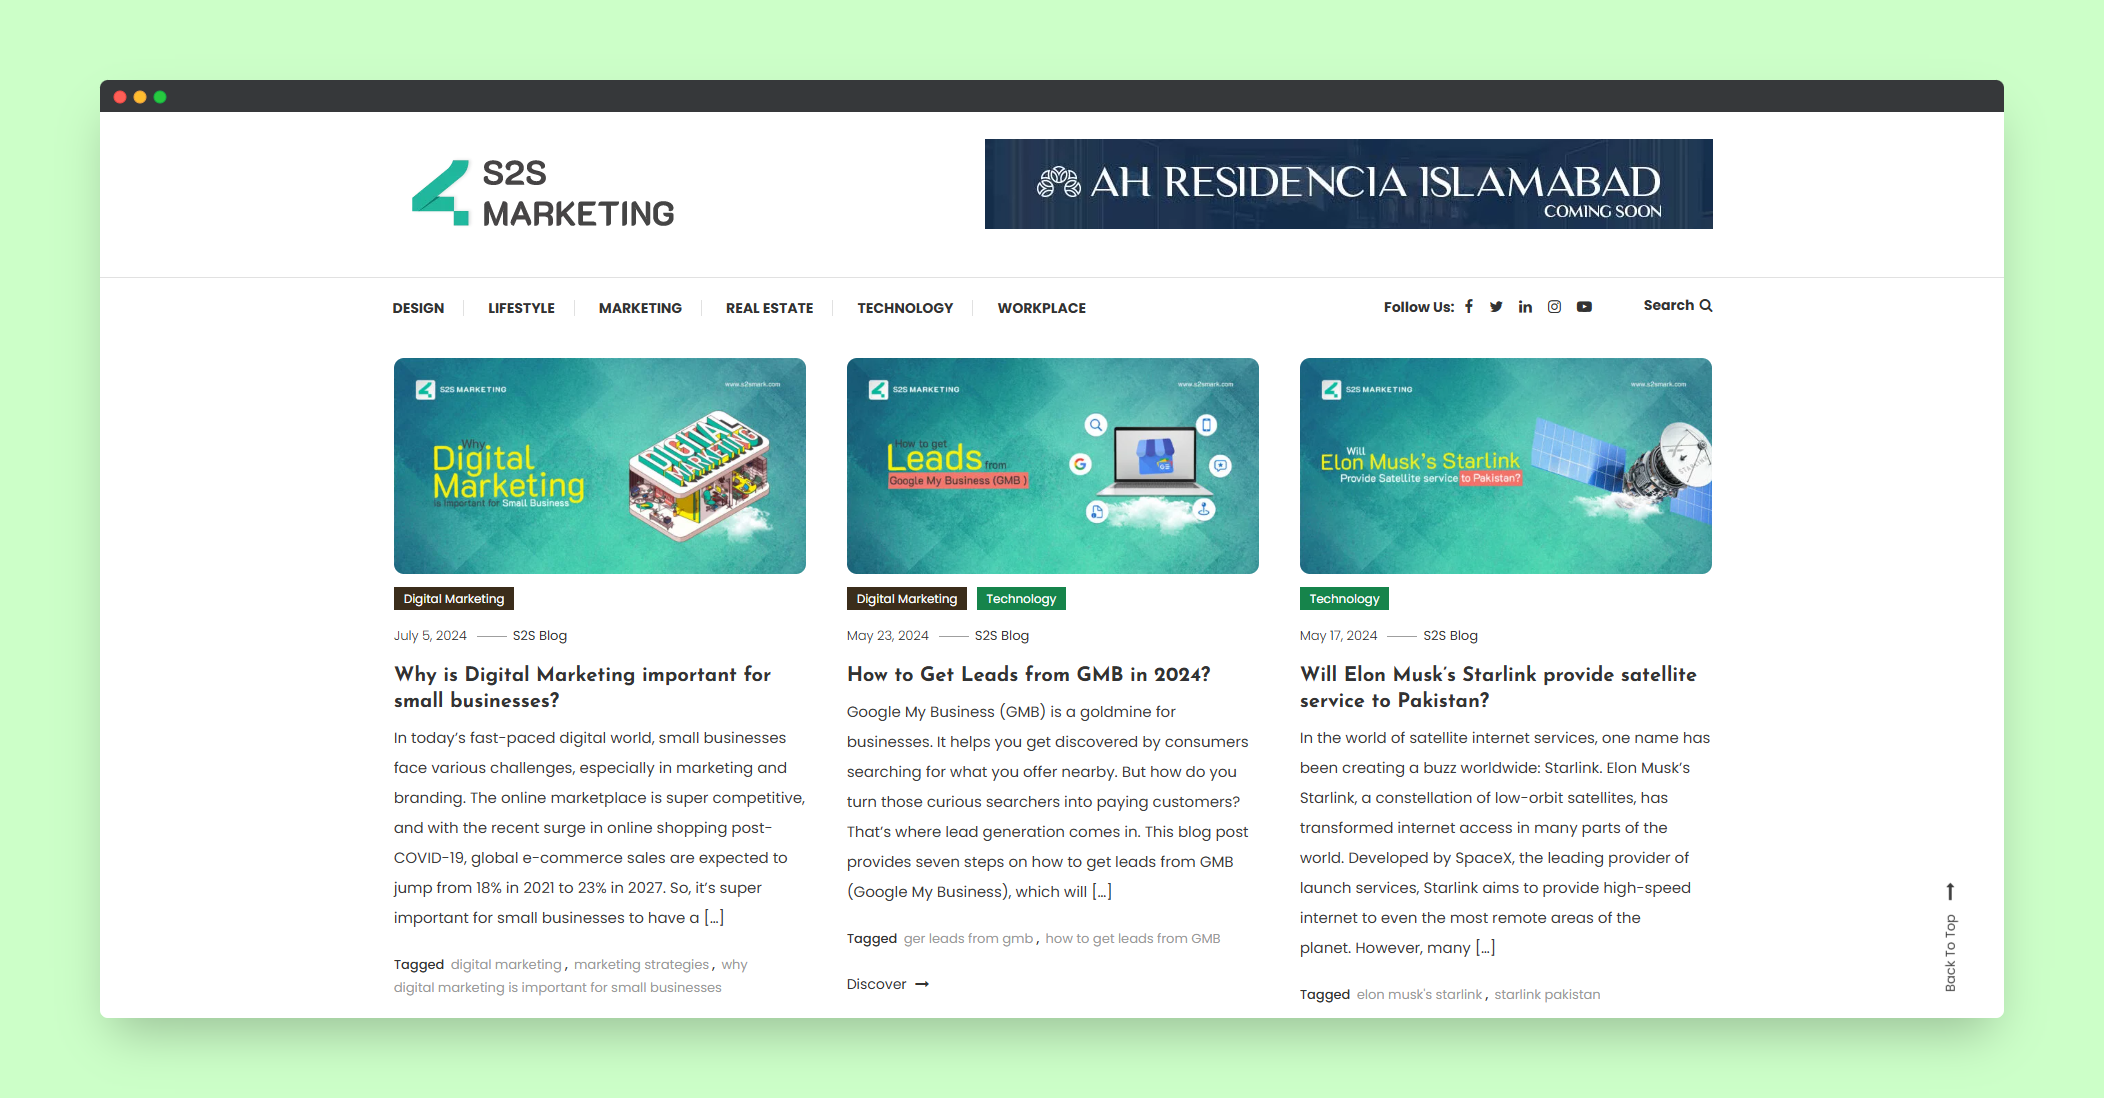 S2S
MARKETING
AH RESIDENCIA ISLAMABAD
COMING SOON
DESIGN
LIFESTYLE
MARKETING
REAL ESTATE
TECHNOLOGY
WORKPLACE
Follow Us:
Search
S2S MARKETING
www.s2smark.com
Why
Digital
Marketing
is Important for Small Business
DIGITAL
MARKETING
Digital Marketing
July 5, 2024
S2S Blog
Why is Digital Marketing important for
small businesses?
In today's fast-paced digital world, small businesses
face various challenges, especially in marketing and
branding. The online marketplace is super competitive,
and with the recent surge in online shopping post-
COVID-19, global e-commerce sales are expected to
jump from 18% in 2021 to 23% in 2027. So, it's super
important for small businesses to have a [...]
Tagged digital marketing, marketing strategies, why
digital marketing is important for small businesses
S2S MARKETING
www.s2smark.com
How to get
Leads from
Google My Business (GMB )
G
Digital Marketing
Technology
May 23, 2024
S2S Blog
How to Get Leads from GMB in 2024?
Google My Business (GMB) is a goldmine for
businesses. It helps you get discovered by consumers
searching for what you offer nearby. But how do you
turn those curious searchers into paying customers?
That's where lead generation comes in. This blog post
provides seven steps on how to get leads from GMB
(Google My Business), which will [...]
Tagged ger leads from gmb, how to get leads from GMB
Discover
S2S MARKETING
www.s2smark.com
Will
Elon Musk's Starlink
Provide Satellite service to Pakistan?
STARLINK
Technology
May 17, 2024
S2S Blog
Will Elon Musk's Starlink provide satellite
service to Pakistan?
In the world of satellite internet services, one name has
been creating a buzz worldwide: Starlink. Elon Musk's
Starlink, a constellation of low-orbit satellites, has
transformed internet access in many parts of the
world. Developed by SpaceX, the leading provider of
launch services, Starlink aims to provide high-speed
internet to even the most remote areas of the
planet. However, many [...]
Tagged elon musk's starlink, starlink pakistan
Back To Top